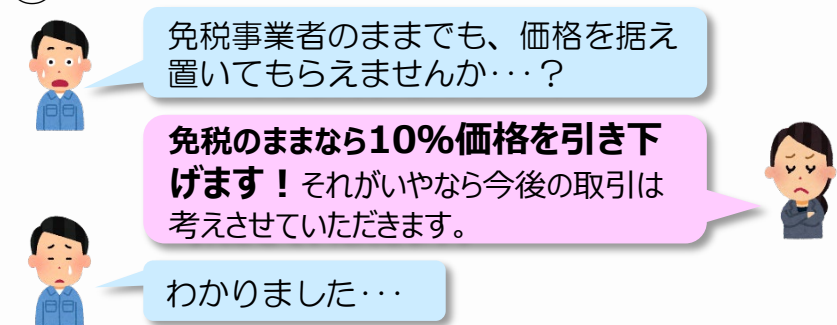 免税事業者のままでも、価格を据え
置いてもらえませんか･･･？
免税のままなら10％価格を引き下
げます！それがいやなら今後の取引は
考えさせていただきます。
わかりました･･･